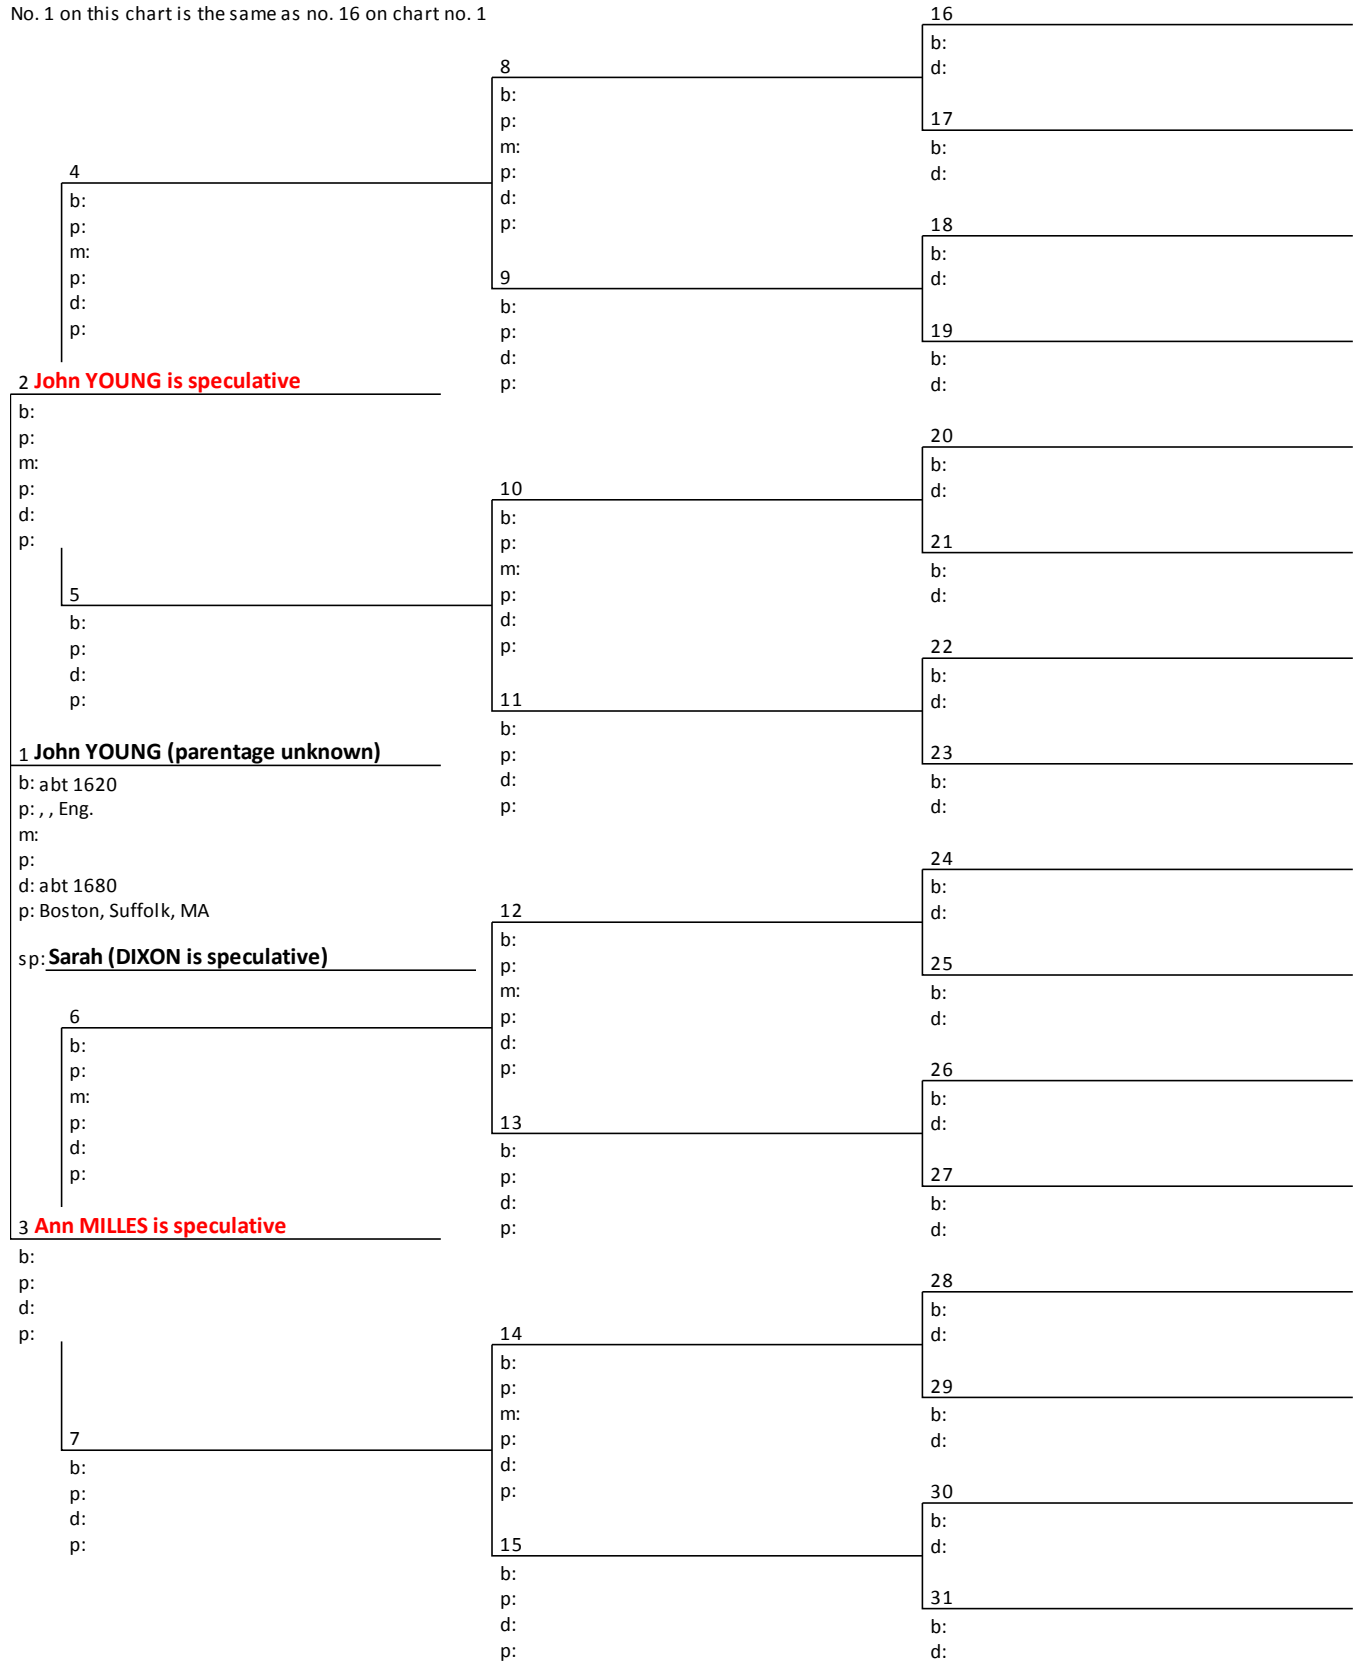 No. 1 on this chart is the same as no. 16 on chart no. 1
2 John YOUNG is speculative
b:
p:
m:
p:
d:
p:
1 John YOUNG (parentage unknown)
b: abt 1620
p: , , Eng.
m:
p:
d: abt 1680
p: Boston, Suffolk, MA
sp: Sarah (DIXON is speculative)
3 Ann MILLES is speculative
b:
p:
d:
p:
4
b:
p:
m:
p:
d:
p:
5
b:
p:
d:
p:
6
b:
p:
m:
p:
d:
p:
7
b:
p:
d:
p:
8
b:
p:
m:
p:
d:
p:
9
b:
p:
d:
p:
10
b:
p:
m:
p:
d:
p:
11
b:
p:
d:
p:
12
b:
p:
m:
p:
d:
p:
13
b:
p:
d:
p:
14
b:
p:
m:
p:
d:
p:
15
b:
p:
d:
p:
16
b:
d:
17
b:
d:
18
b:
d:
19
b:
d:
20
b:
d:
21
b:
d:
22
b:
d:
23
b:
d:
24
b:
d:
25
b:
d:
26
b:
d:
27
b:
d:
28
b:
d:
29
b:
d:
30
b:
d:
31
b:
d: